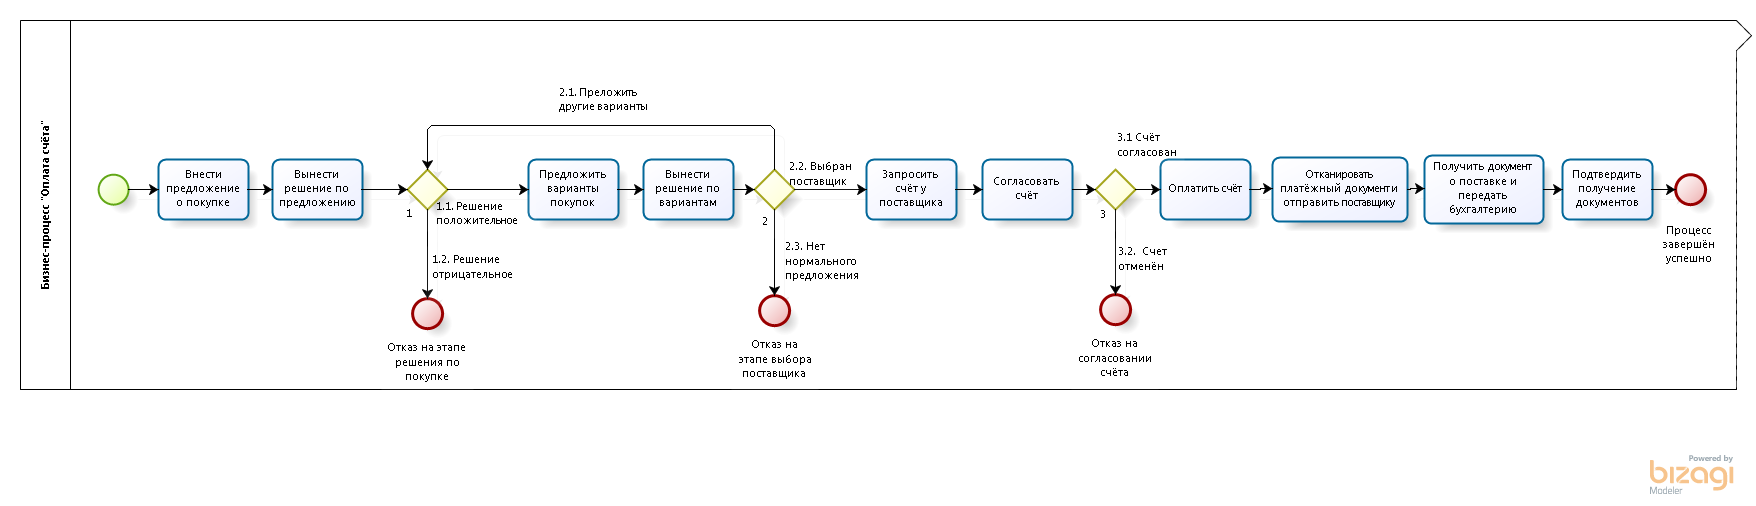 Бизнес-процесс "Оплата счёта"
Внести
предложение
о покупке
Вынести
решение по
предложению
1
1.1. Решение
положительное
1.2. Решение
отрицательное
Отказ на этапе
решения по
покупке
2.1. Преложить
другие варианты
Предложить
варианты
покупок
Вынести
решение по
вариантам
2
2.2. Выбран
поставщик
2.3. Нет
нормального
предложения
Отказ на
этапе выбора
поставщика
Запросить
счёт у
поставщика
Согласовать
счёт
3
3.1 Счёт
согласован
3.2. Счет
отменён
Отказ на
согласовании
счёта
Оплатить счёт
Отканировать
платёжный документ и
отправить поставщику
Получить документ
о поставке и
передать
бухгалтерию
Подтвердить
получение
документов
Процесс
завершён
успешно
Powered by
bizagi
Modeler